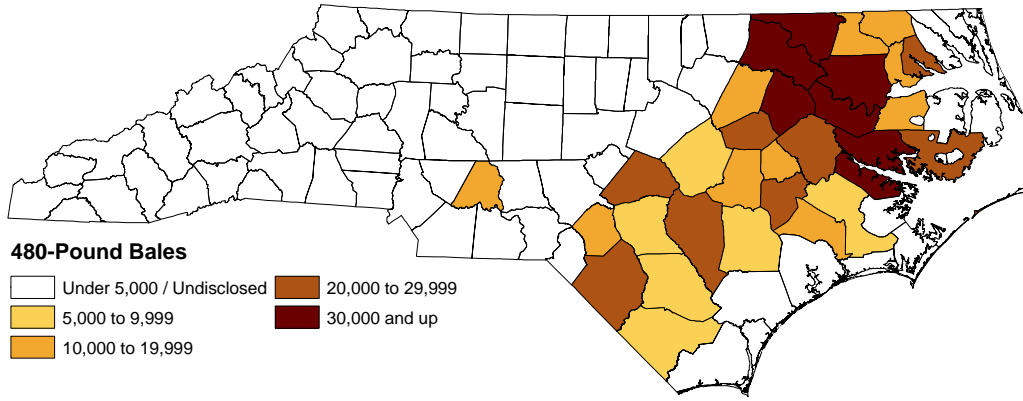 480-Pound Bales
Under 5,000 / Undisclosed
5,000 to 9,999
10,000 to 19,999
20,000 to 29,999
30,000 and up